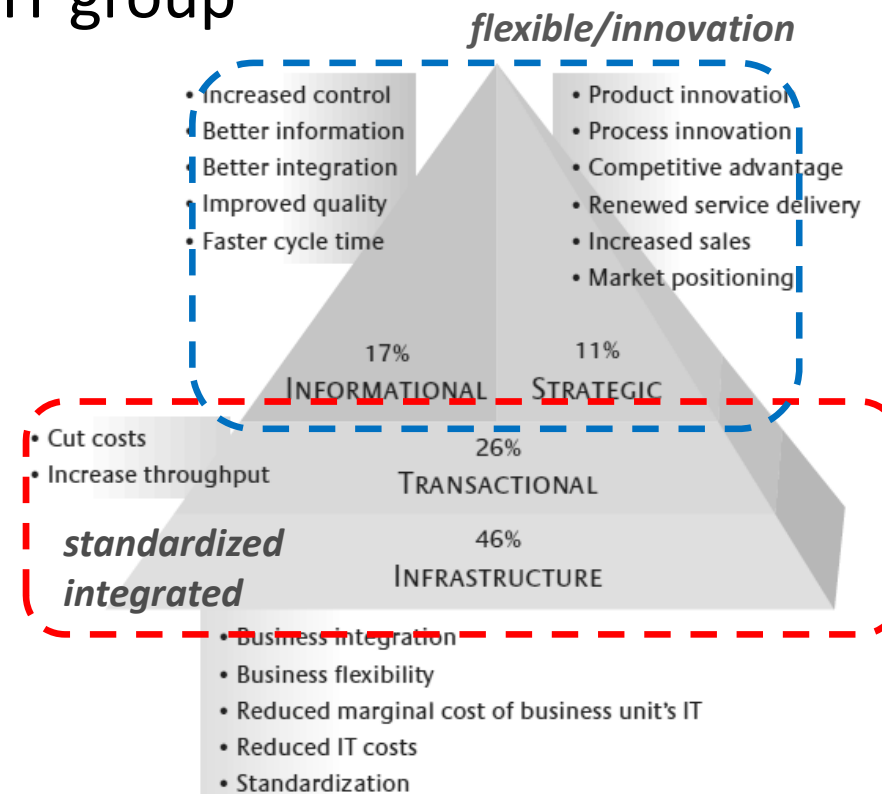 IT group
flexible/innovation
• Increased control
• Better information
• Better integration
• Improved quality
• Faster cycle time
• Product innovation
• Process innovation
• Competitive advantage
• Renewed service delivery
• Increased sales
• Market positioning
17%
INFORMATIONAL
11%
STRATEGIC
• Cut costs
• Increase throughput
26%
TRANSACTIONAL
standardized
integrated
46%
INFRASTRUCTURE
• Business integration
• Business flexibility
• Reduced marginal cost of business unit's IT
• Reduced IT costs
• Standardization